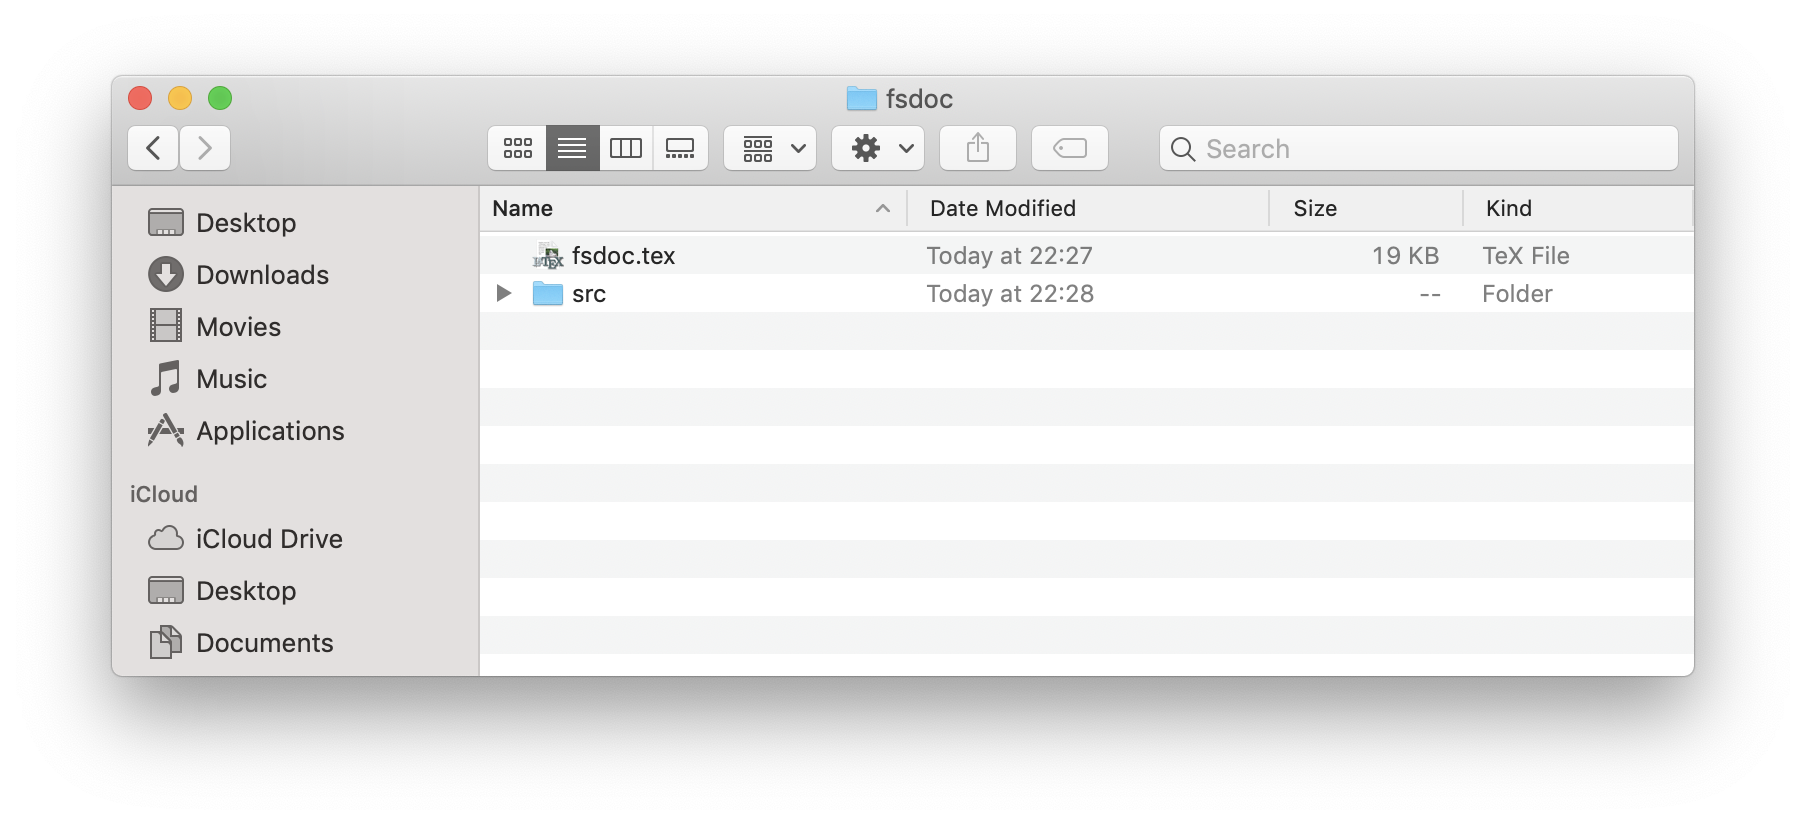 fsdoc
Search
Desktop
Downloads
Movies
Music
Applications
iCloud
iCloud Drive
Desktop
Documents
Name Date Modified Size Kind
fsdoc.tex Today at 22:27 19 KB TeX File
src Today at 22:28 -- Folder